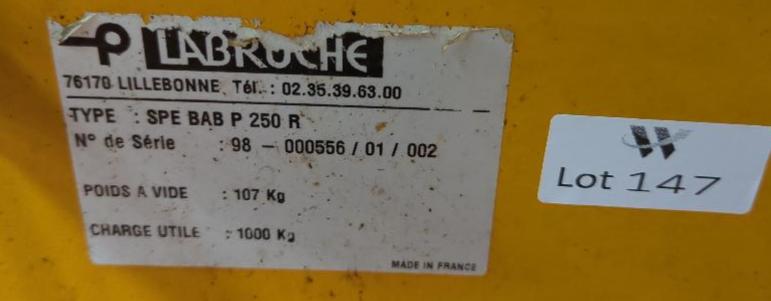 LABRUCHE
76170 LILLEBONNE. Tél. : 02.35.39.63.00
TYPE : SPE BAB P 250 R
N° de Série : 98 - 000556 / 01 / 002
POIDS A VIDE : 107 Kg
CHARGE UTILE : 1000 Kg
MADE IN FRANCE
Lot 147